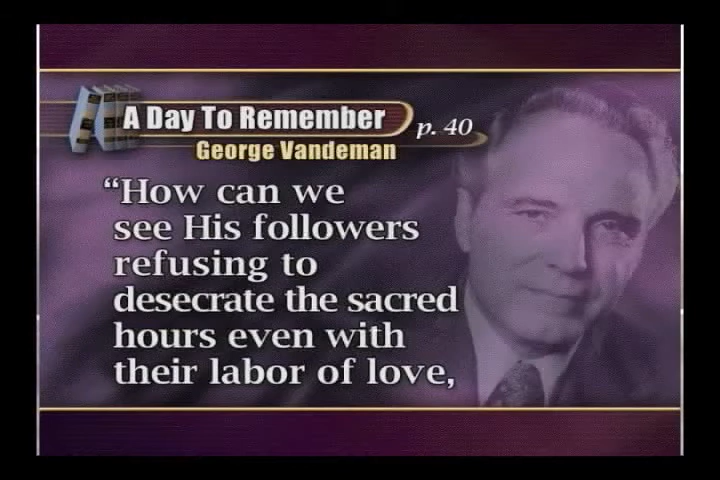 A Day To Remember
p. 40
George Vandeman
“How can we
see His followers
refusing to
desecrate the sacred
hours even with
their labor of love,